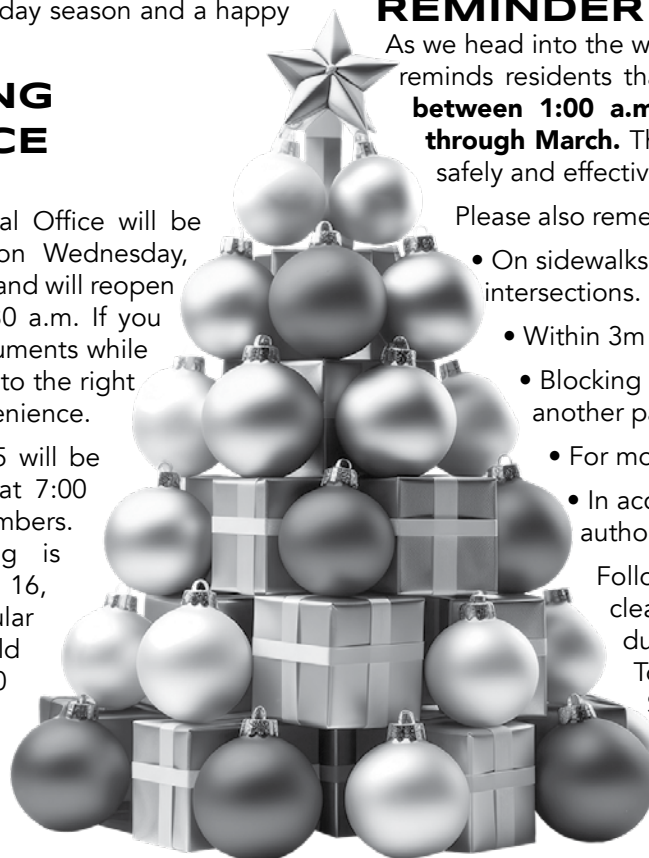 day season and a happy
NG
CE
al Office will be
on Wednesday,
and will reopen
0 a.m. If you
uments while
to the right
enience.
5 will be
at 7:00
mbers.
g is
16,
ular
ld
0
REMINDER
As we head into the w
reminds residents tha
between 1:00 a.m
through March. Th
safely and effectiv
Please also reme
• On sidewalks
intersections.
• Within 3m
• Blocking
another pa
• For mo
• In acc
autho
Follo
clea
du
To